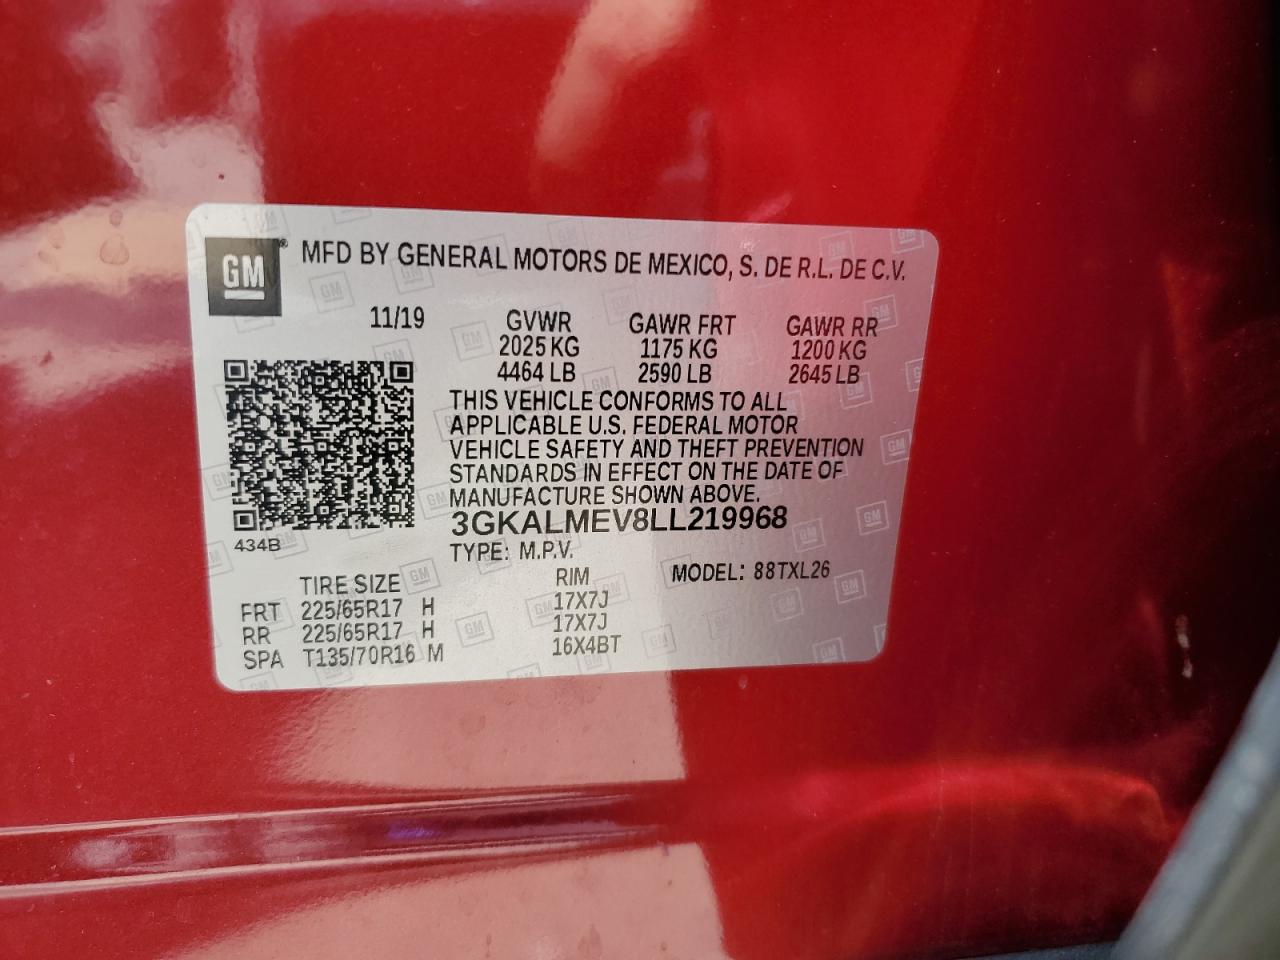 GM® MFD BY GENERAL MOTORS DE MEXICO, S. DE R.L. DE C.V.
11/19 GVWR GAWR FRT GAWR RR
2025 KG 1175 KG 1200 KG
4464 LB 2590 LB 2645 LB
THIS VEHICLE CONFORMS TO ALL
APPLICABLE U.S. FEDERAL MOTOR
VEHICLE SAFETY AND THEFT PREVENTION
STANDARDS IN EFFECT ON THE DATE OF
MANUFACTURE SHOWN ABOVE.
3GKALMEV8LL219968
434B
TYPE: M.P.V. MODEL: 88TXL26
TIRE SIZE RIM
FRT 225/65R17 H 17X7J
RR 225/65R17 H 17X7J
SPA T135/70R16 M 16X4BT